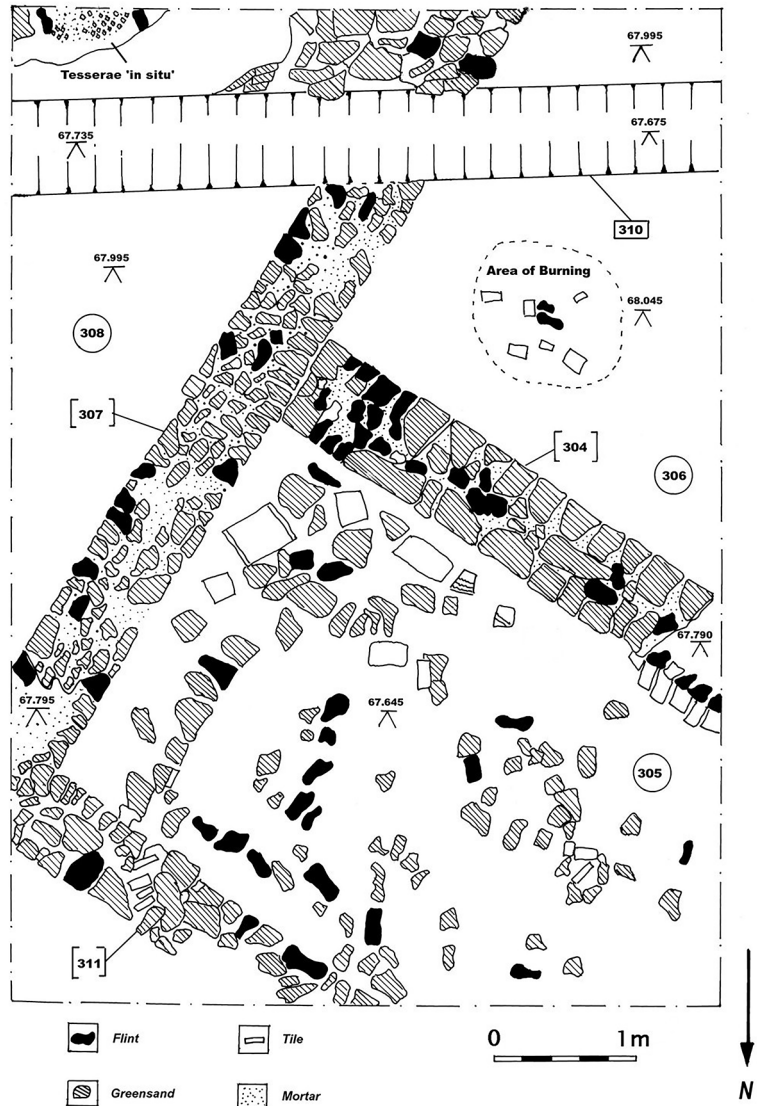 67.995
Tesserae 'in situ'
67.735
67.675
310
67.995
Area of Burning
68.045
308
307
304
306
67.790
67.795
67.645
305
311
Flint
Tile
0
1m
Greensand
Mortar
N